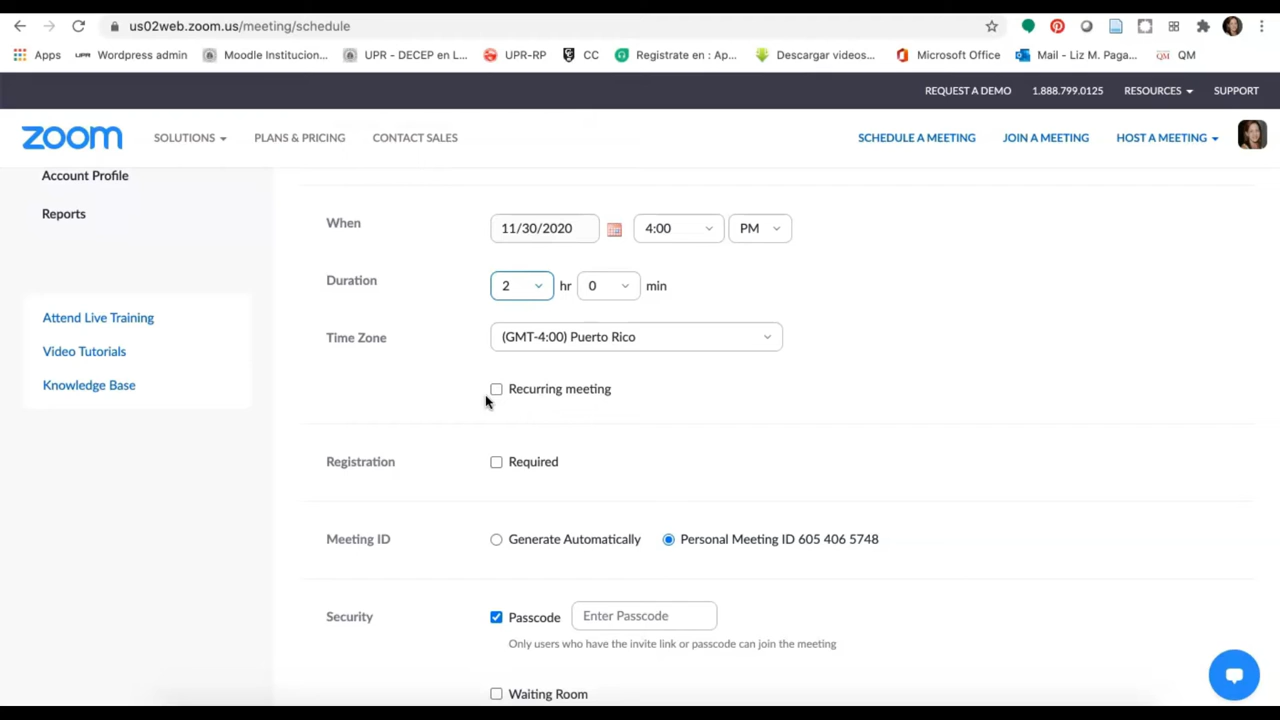 us02web.zoom.us/meeting/schedule
Apps UPR Wordpress admin Moodle Institucion... UPR - DECEP en L... UPR-RP CC Registrate en : Ap... Descargar videos... Microsoft Office Mail - Liz M. Paga... QM QM
REQUEST A DEMO 1.888.799.0125 RESOURCES SUPPORT
zoom SOLUTIONS PLANS & PRICING CONTACT SALES SCHEDULE A MEETING JOIN A MEETING HOST A MEETING
Account Profile
Reports
Attend Live Training
Video Tutorials
Knowledge Base
When 11/30/2020 4:00 PM
Duration 2 hr 0 min
Time Zone (GMT-4:00) Puerto Rico
Recurring meeting
Registration Required
Meeting ID Generate Automatically Personal Meeting ID 605 406 5748
Security Passcode Enter Passcode
Only users who have the invite link or passcode can join the meeting
Waiting Room